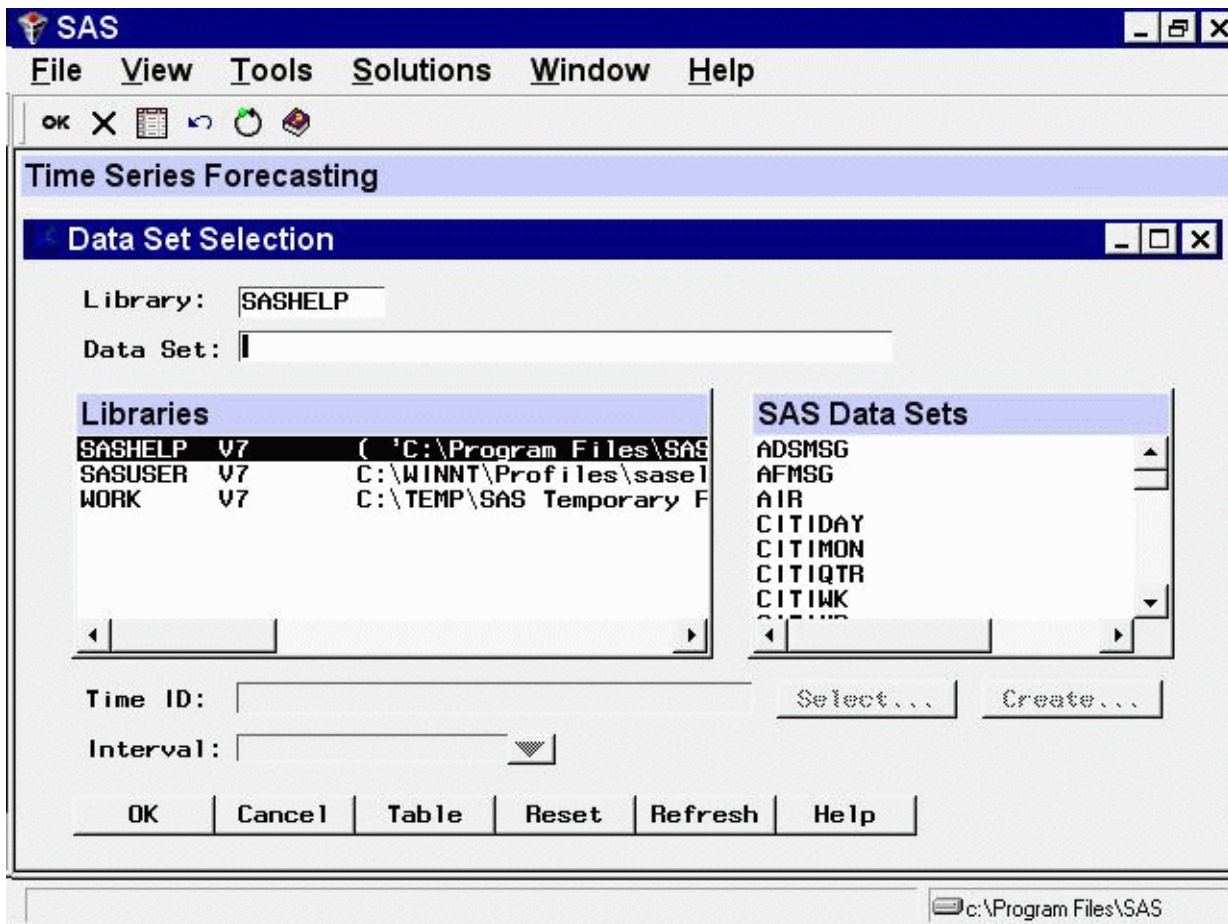 SAS
File View Tools Solutions Window Help
OK
Time Series Forecasting
Data Set Selection
Library: SASHELP
Data Set:
Libraries
SASHELP V7 ( 'C:\Program Files\SAS
SASUSER V7 C:\WINNT\Profiles\sasel
WORK V7 C:\TEMP\SAS Temporary F
SAS Data Sets
ADSMSG
AFMSG
AIR
CITIDAY
CITIMON
CITIQTR
CITIWK
Time ID: Select... Create...
Interval:
OK Cancel Table Reset Refresh Help
c:\Program Files\SAS